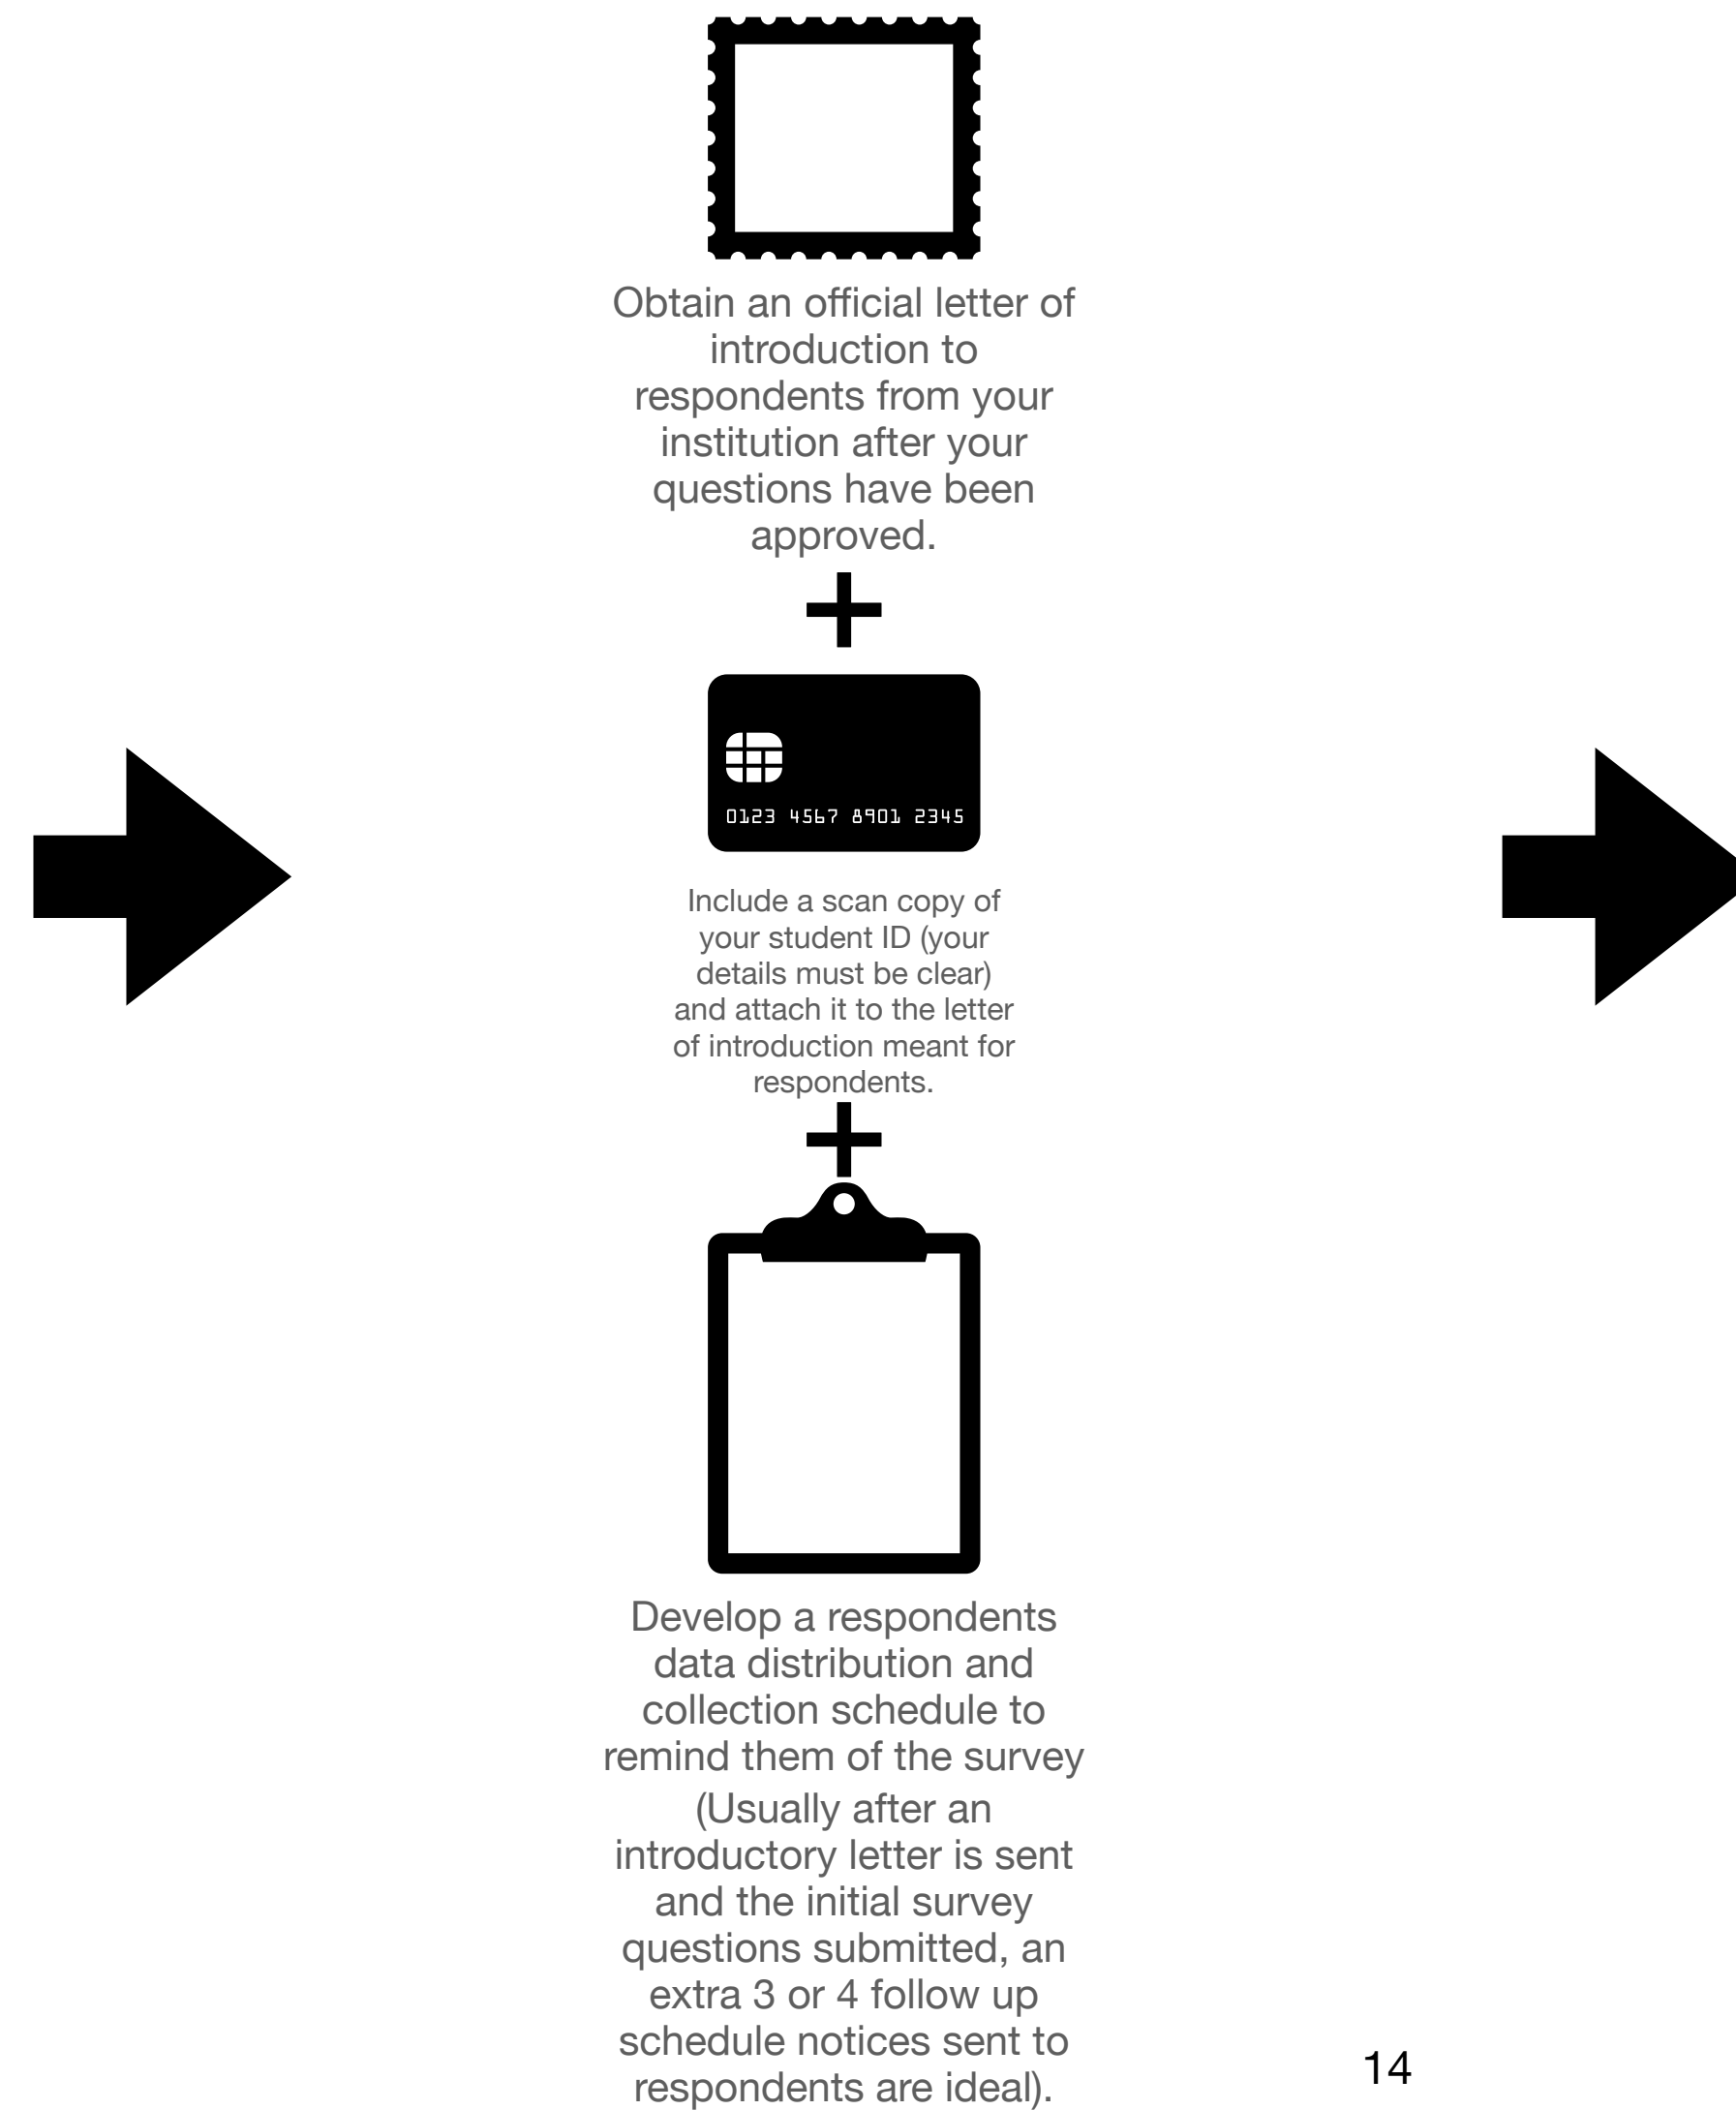 Obtain an official letter of
introduction to
respondents from your
institution after your
questions have been
approved.
+
0123 4567 8901 2345
Include a scan copy of
your student ID (your
details must be clear)
and attach it to the letter
of introduction meant for
respondents.
+
Develop a respondents
data distribution and
collection schedule to
remind them of the survey
(Usually after an
introductory letter is sent
and the initial survey
questions submitted, an
extra 3 or 4 follow up
schedule notices sent to
respondents are ideal).
14